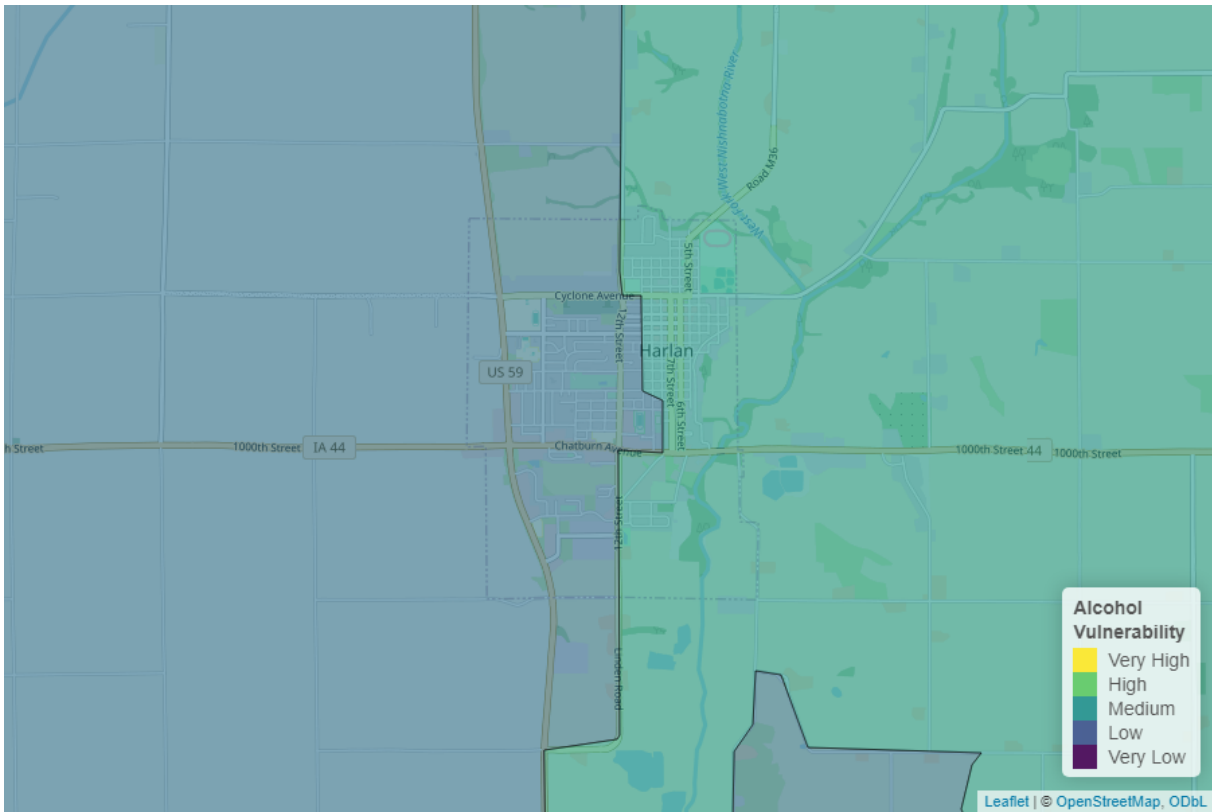 West Fork West Nishnabotna River
Road M36
5th Street
Cyclone Avenue
12th Street
Harlan
7th Street
US 59
6th Street
h Street
1000th Street
IA 44
Chatburn Avenue
1000th Street
44
1000th Street
12th Street
Linden Road
Alcohol
Vulnerability
Very High
High
Medium
Low
Very Low
Leaflet | © OpenStreetMap, ODbL